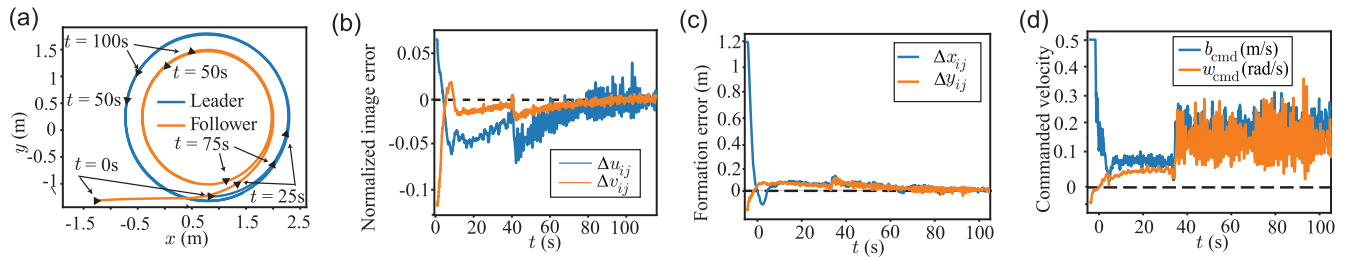 (a)
y (m)
1.5
1
0.5
0
-0.5
-1
-1.5
-0.5
0.5
1.5
2.5
x (m)
t = 100s
t = 50s
t = 50s
Leader
Follower
t = 75s
t = 0s
t = 25s
(b)
Normalized image error
0.05
0
-0.05
-0.1
0
20
40
60
80
100
t (s)
Δu_ij
Δv_ij
(c)
Formation error (m)
1.2
1.0
0.8
0.6
0.4
0.2
0
0
20
40
60
80
100
t (s)
Δx_ij
Δy_ij
(d)
Commanded velocity
0.5
0.4
0.3
0.2
0.1
0
0
20
40
60
80
100
t (s)
b_cmd (m/s)
w_cmd (rad/s)